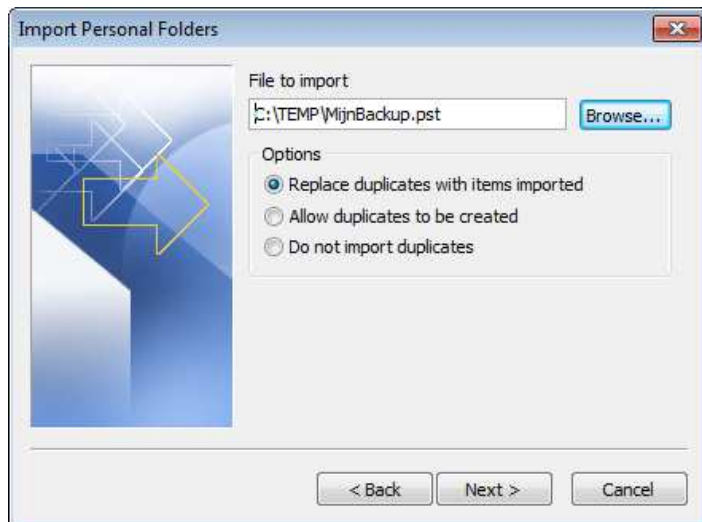 Import Personal Folders
File to import
C:\TEMP\MijnBackup.pst
Browse...
Options
Replace duplicates with items imported
Allow duplicates to be created
Do not import duplicates
< Back
Next >
Cancel